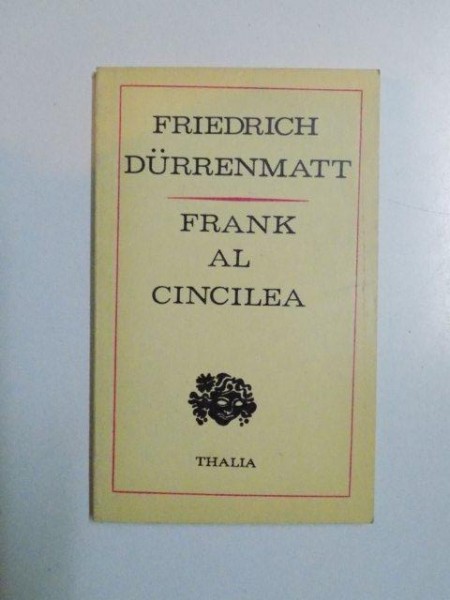 FRIEDRICH
DÜRRENMATT
FRANK
AL
CINCILEA
THALIA